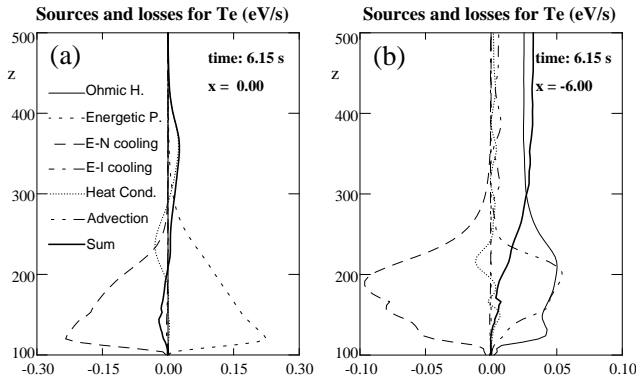 Sources and losses for Te (eV/s)
Sources and losses for Te (eV/s)
500
(a)
time: 6.15 s
z
x = 0.00
Ohmic H.
400
Energetic P.
E-N cooling
E-I cooling
300
Heat Cond.
Advection
Sum
200
100
-0.30
-0.15
0.00
0.15
0.30
500
(b)
time: 6.15 s
z
x = -6.00
400
300
200
100
-0.10
-0.05
0.00
0.05
0.10